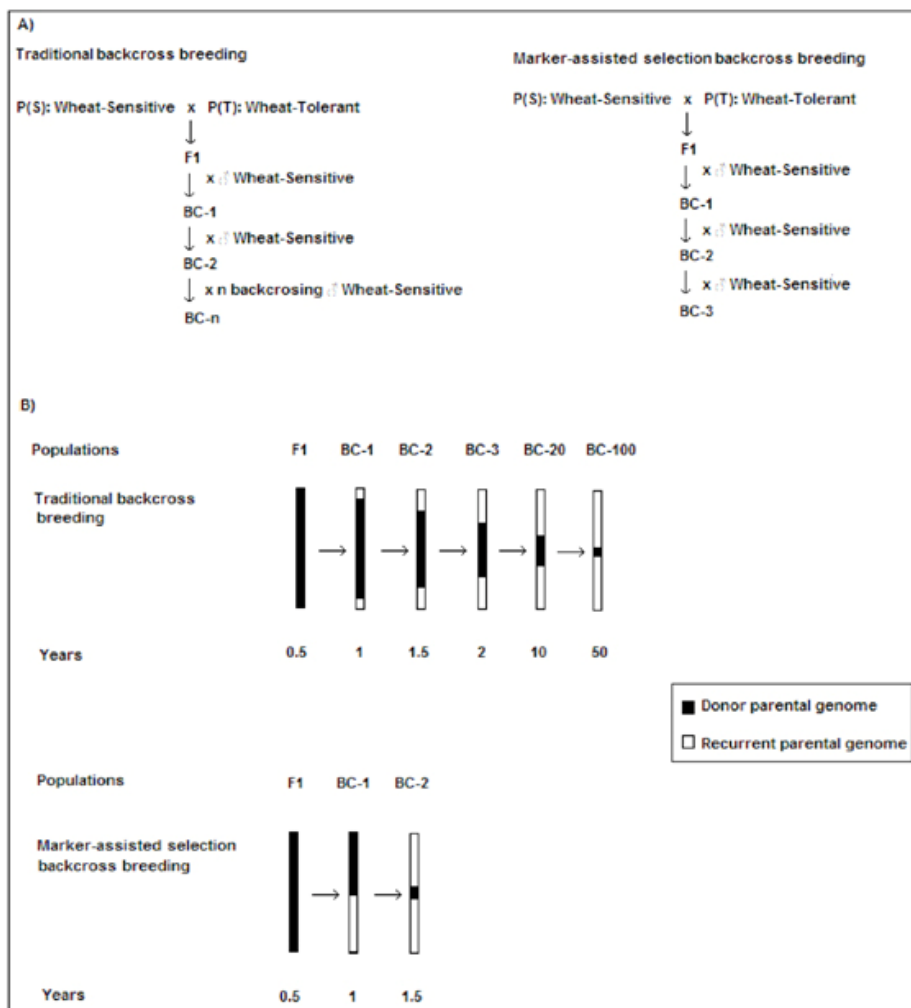 A)
Traditional backcross breeding
P(S): Wheat-Sensitive x P(T): Wheat-Tolerant
F1
x ♂ Wheat-Sensitive
BC-1
x ♂ Wheat-Sensitive
BC-2
x n backcrosing ♂ Wheat-Sensitive
BC-n
Marker-assisted selection backcross breeding
P(S): Wheat-Sensitive x P(T): Wheat-Tolerant
F1
x ♂ Wheat-Sensitive
BC-1
x ♂ Wheat-Sensitive
BC-2
x ♂ Wheat-Sensitive
BC-3
B)
Populations F1 BC-1 BC-2 BC-3 BC-20 BC-100
Traditional backcross
breeding
Years 0.5 1 1.5 2 10 50
Donor parental genome
Recurrent parental genome
Populations F1 BC-1 BC-2
Marker-assisted selection
backcross breeding
Years 0.5 1 1.5